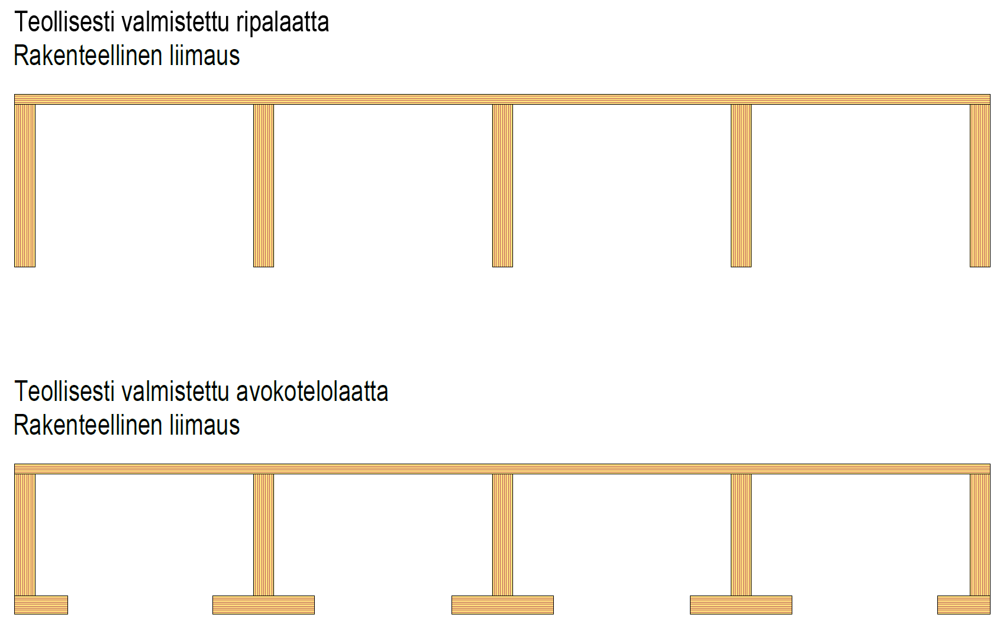 Teollisesti valmistettu ripalaatta
Rakenteellinen liimaus
Teollisesti valmistettu avokotelolaatta
Rakenteellinen liimaus